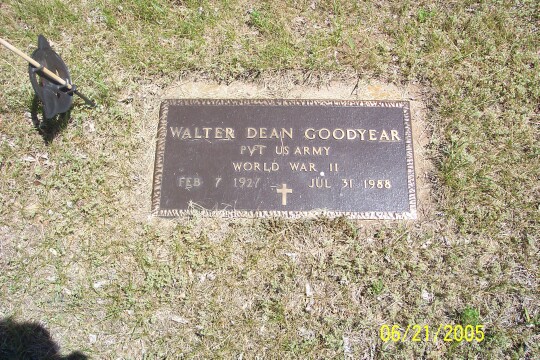 WALTER DEAN GOODYEAR
PVT US ARMY
WORLD WAR II
FEB 7 1927 JUL 31 1988
06/21/2005